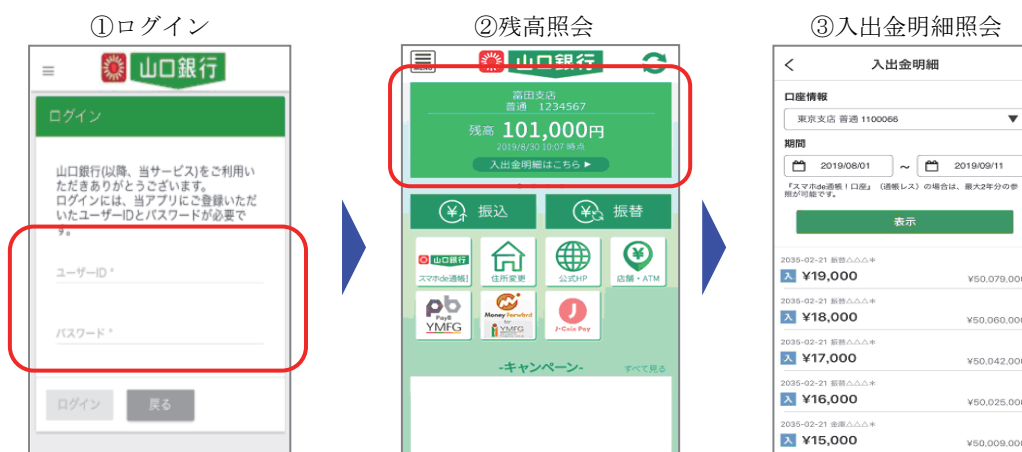 ①ログイン
山口銀行
ログイン
山口銀行(以降、当サービス)をご利用い
ただきありがとうございます。
ログインには、当アプリにご登録いただ
いたユーザーIDとパスワードが必要で
す。
ユーザーID *
パスワード *
ログイン 戻る
②残高照会
MENU 山口銀行
富田支店
普通 1234567
残高 101,000円
2019/8/30 10:07 時点
入出金明細はこちら ▶
振込 振替
山口銀行
スマホde通帳! 住所変更 公式HP 店舗・ATM
PayB
YMFG
Money Forward
for
YMFG
J-Coin Pay
-キャンペーン- すべて見る
③入出金明細照会
入出金明細
口座情報
東京支店 普通 1100066
期間
2019/08/01 ~ 2019/09/11
『スマホde通帳！口座』（通帳レス）の場合は、最大2年分の参
照が可能です。
表示
2035-02-21 振替△△△＊
入 ¥19,000 ¥50,079,000
2035-02-21 振替△△△＊
入 ¥18,000 ¥50,060,000
2035-02-21 振替△△△＊
入 ¥17,000 ¥50,042,000
2035-02-21 振替△△△＊
入 ¥16,000 ¥50,025,000
2035-02-21 金庫△△△＊
入 ¥15,000 ¥50,009,000